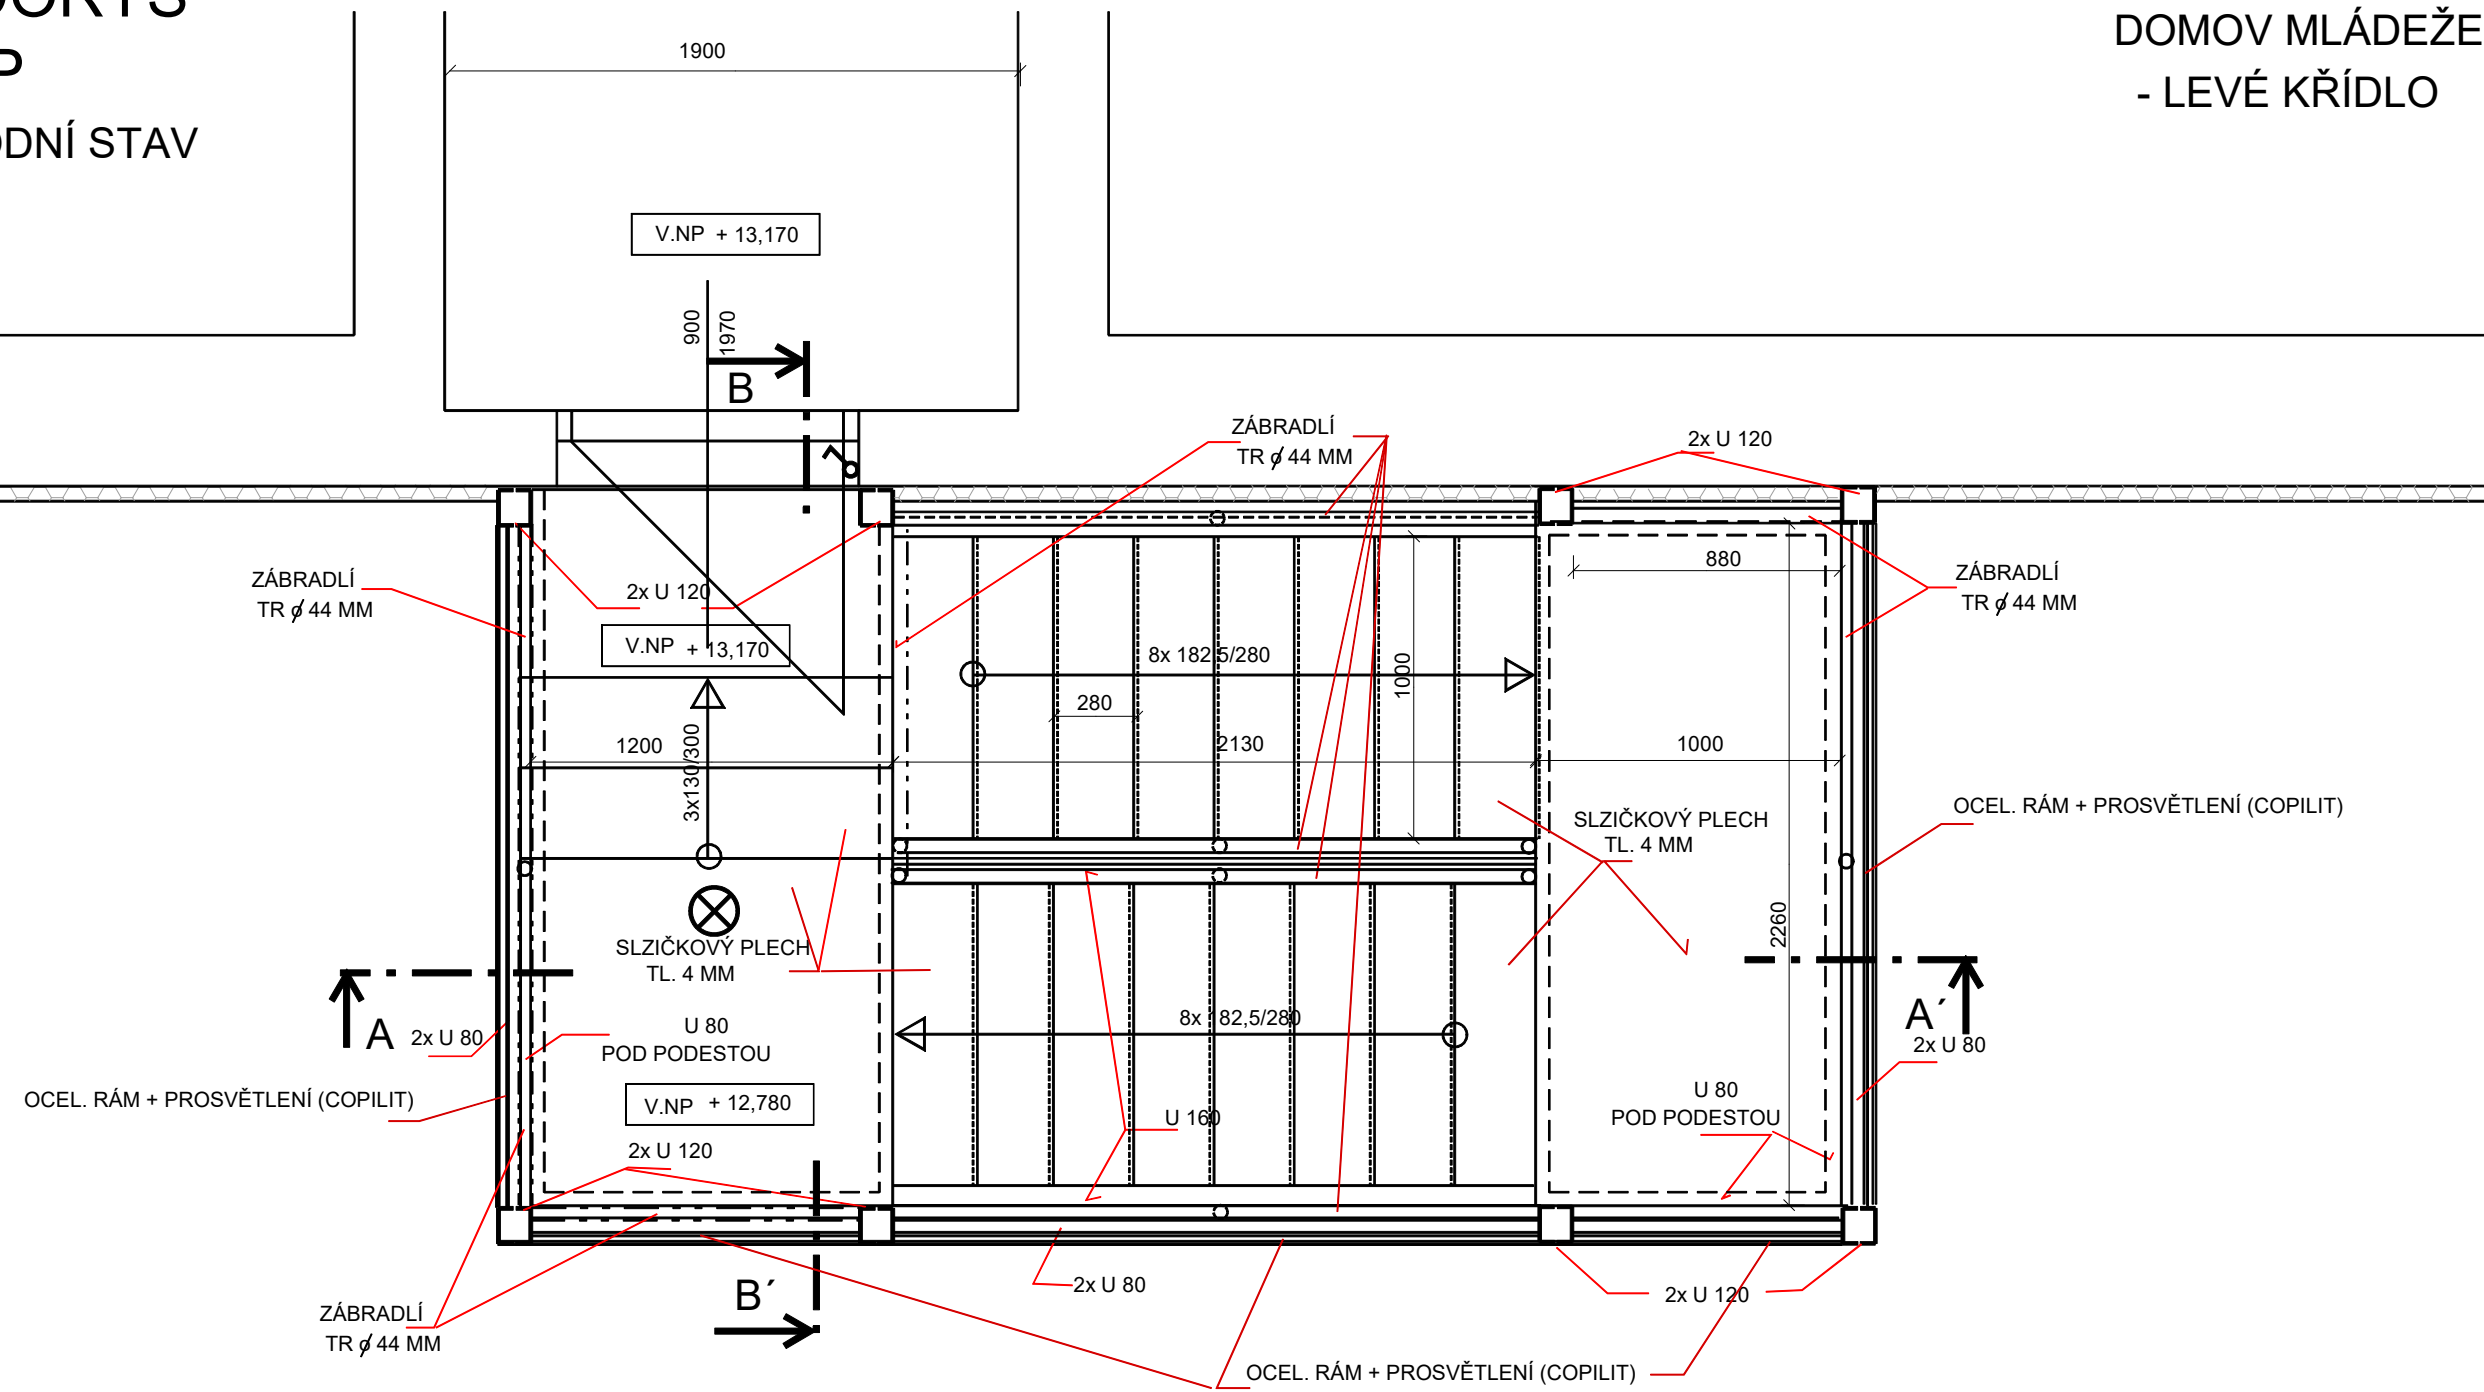 P
STAV
DOMOV MLÁDEŽE
- LEVÉ KŘÍDLO
1900
V.NP + 13,170
900
1970
B
ZÁBRADLÍ
TR ø 44 MM
2x U 120
ZÁBRADLÍ
TR ø 44 MM
2x U 120
880
ZÁBRADLÍ
TR ø 44 MM
V.NP + 13,170
8x 182,5/280
1000
280
1200
2130
1000
3x130/300
SLZIČKOVÝ PLECH
TL. 4 MM
OCEL. RÁM + PROSVĚTLENÍ (COPILIT)
2260
SLZIČKOVÝ PLECH
TL. 4 MM
A
2x U 80
U 80
POD PODESTOU
8x 182,5/280
A´
2x U 80
OCEL. RÁM + PROSVĚTLENÍ (COPILIT)
V.NP + 12,780
U 160
U 80
POD PODESTOU
2x U 120
B´
2x U 80
2x U 120
ZÁBRADLÍ
TR ø 44 MM
OCEL. RÁM + PROSVĚTLENÍ (COPILIT)